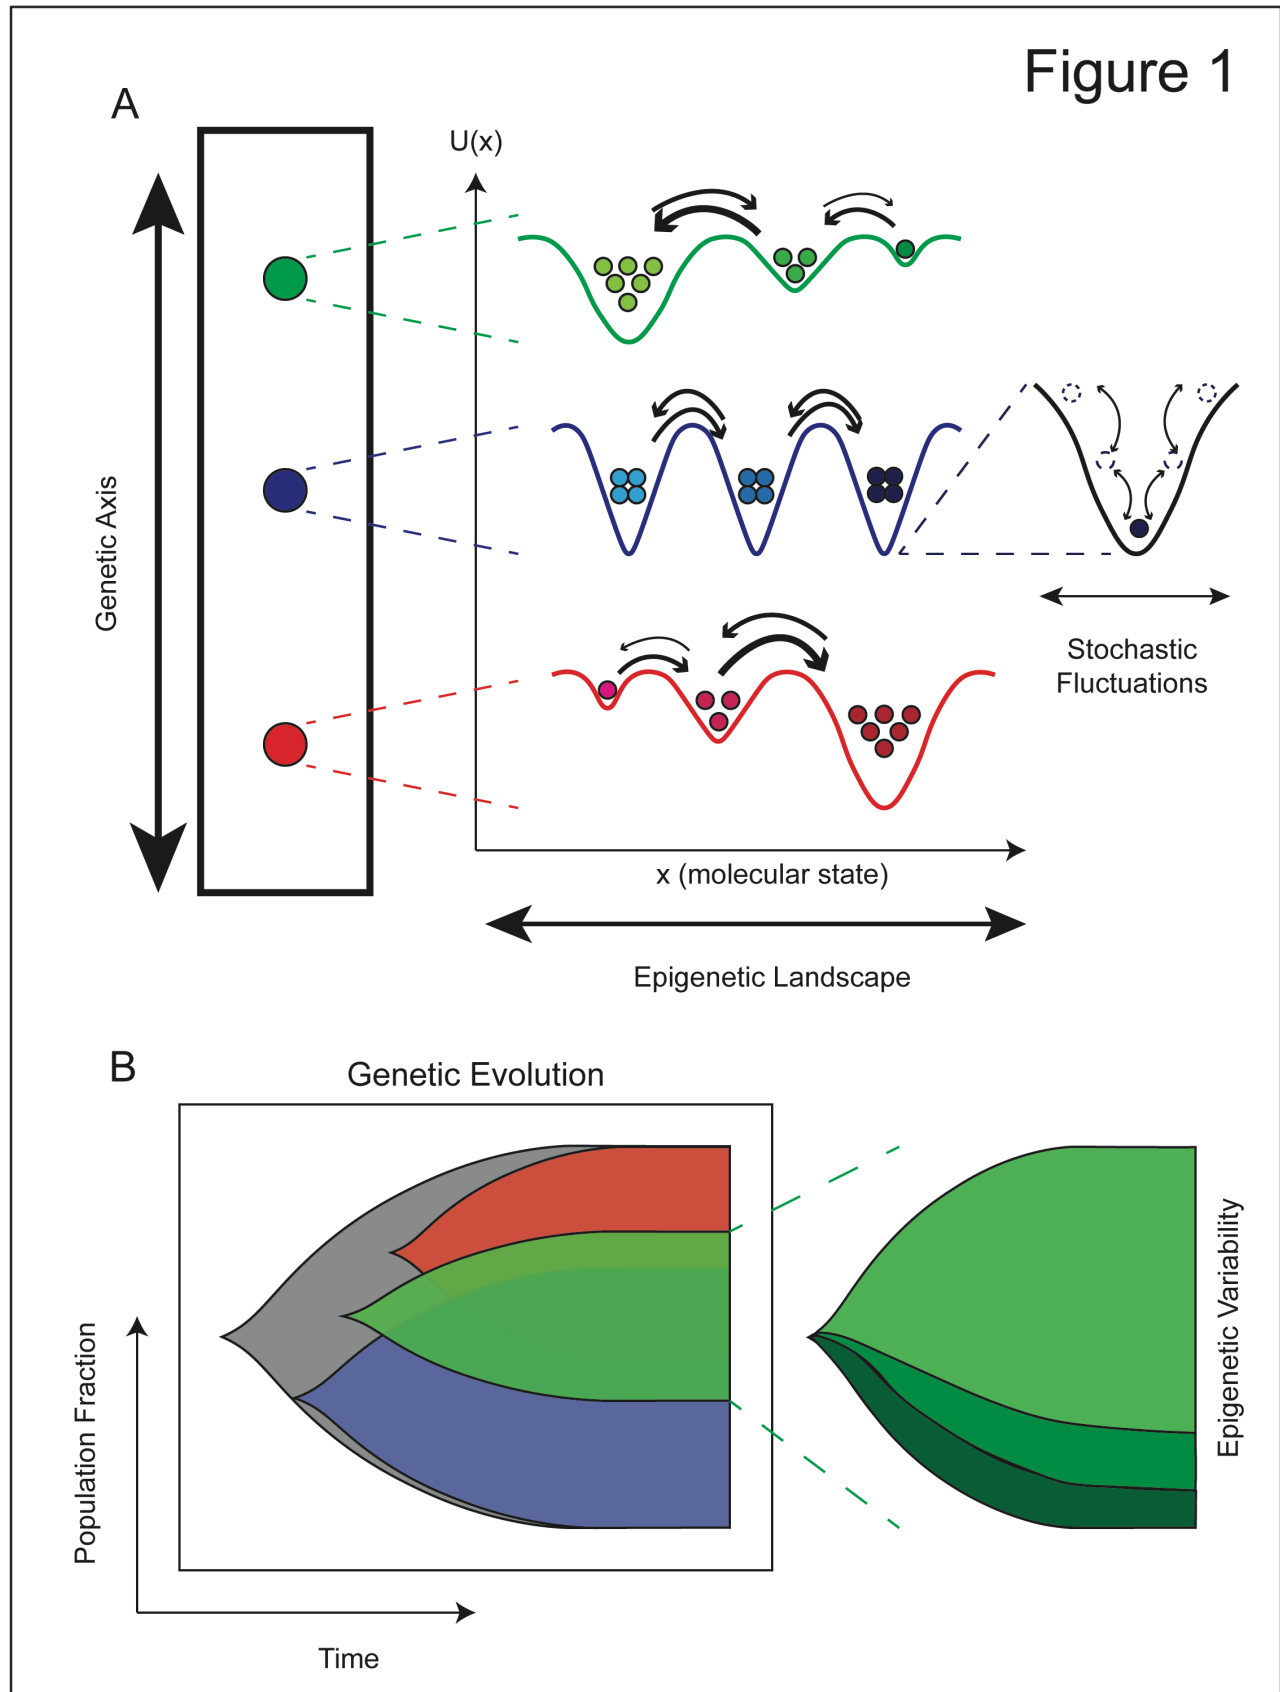 Figure 1
A
U(x)
Genetic Axis
Stochastic
Fluctuations
x (molecular state)
Epigenetic Landscape
B
Genetic Evolution
Population Fraction
Epigenetic Variability
Time